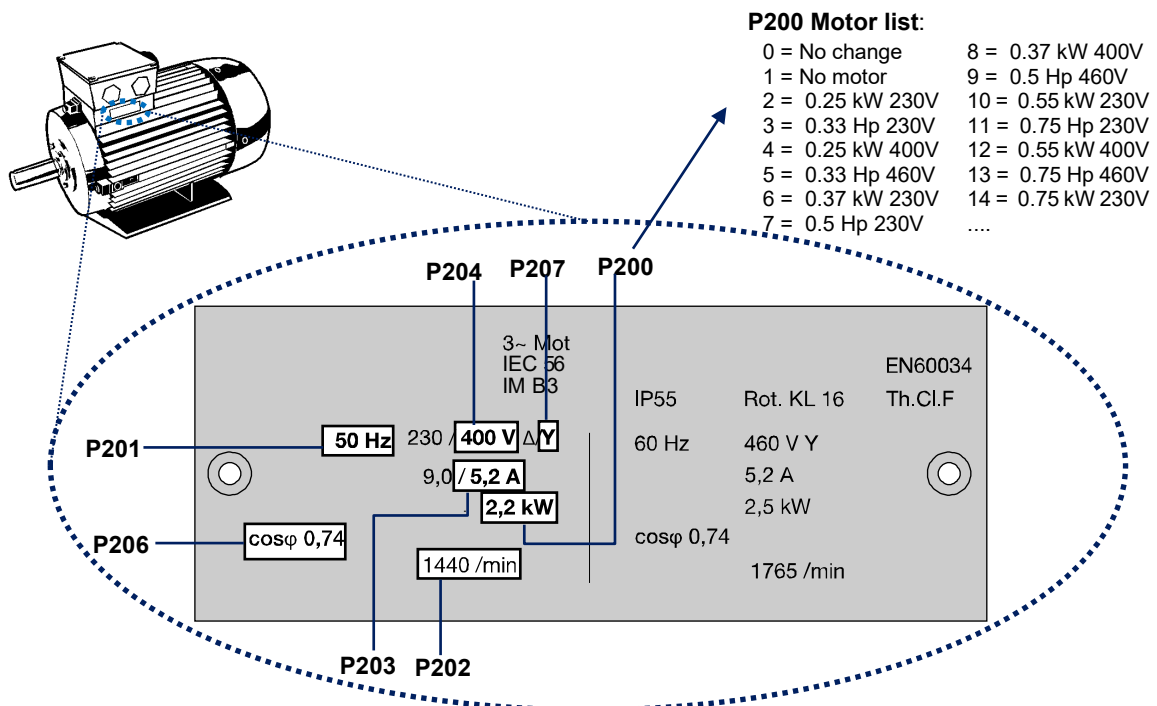 P200 Motor list:
0 = No change
1 = No motor
2 = 0.25 kW 230V
3 = 0.33 Hp 230V
4 = 0.25 kW 400V
5 = 0.33 Hp 460V
6 = 0.37 kW 230V
7 = 0.5 Hp 230V
8 = 0.37 kW 400V
9 = 0.5 Hp 460V
10 = 0.55 kW 230V
11 = 0.75 Hp 230V
12 = 0.55 kW 400V
13 = 0.75 Hp 460V
14 = 0.75 kW 230V
....
P204 P207 P200
3~ Mot
IEC 56
IM B3
EN60034
IP55 Rot. KL 16 Th.Cl.F
P201
50 Hz 230 / 400 V Δ/Y
60 Hz 460 V Y
9,0 / 5,2 A
5,2 A
2,2 kW
2,5 kW
P206
cosφ 0,74
cosφ 0,74
1440 /min
1765 /min
P203 P202